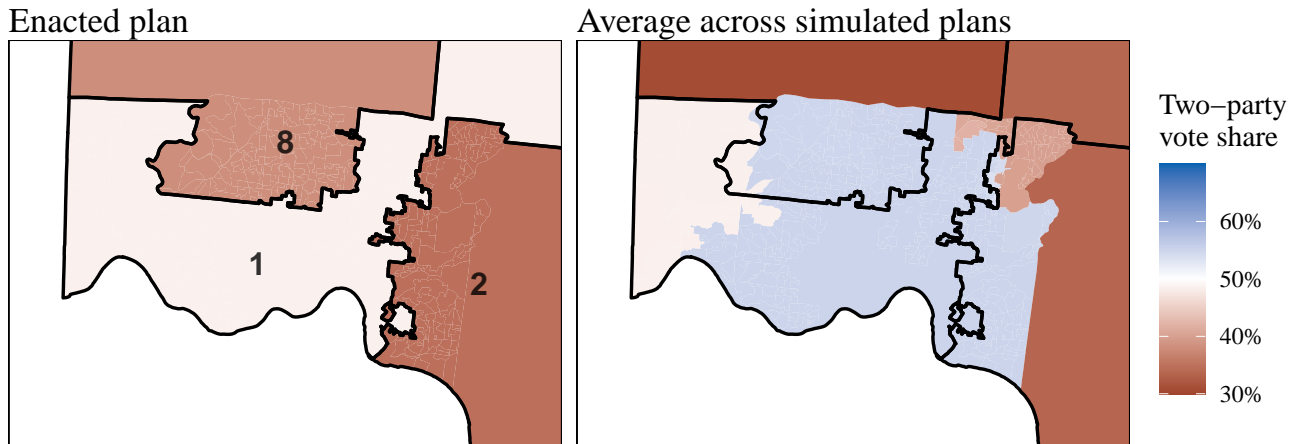 Enacted plan
Average across simulated plans
8
1
2
Two−party
vote share
60%
50%
40%
30%